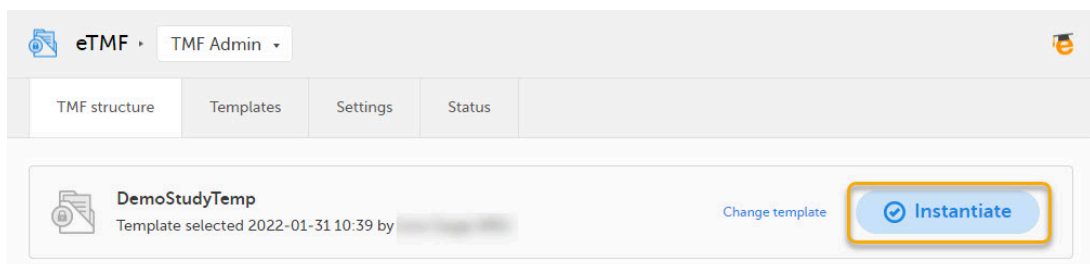 eTMF ▸ TMF Admin ▾
TMF structure Templates Settings Status
DemoStudyTemp
Template selected 2022-01-31 10:39 by
Change template
Instantiate